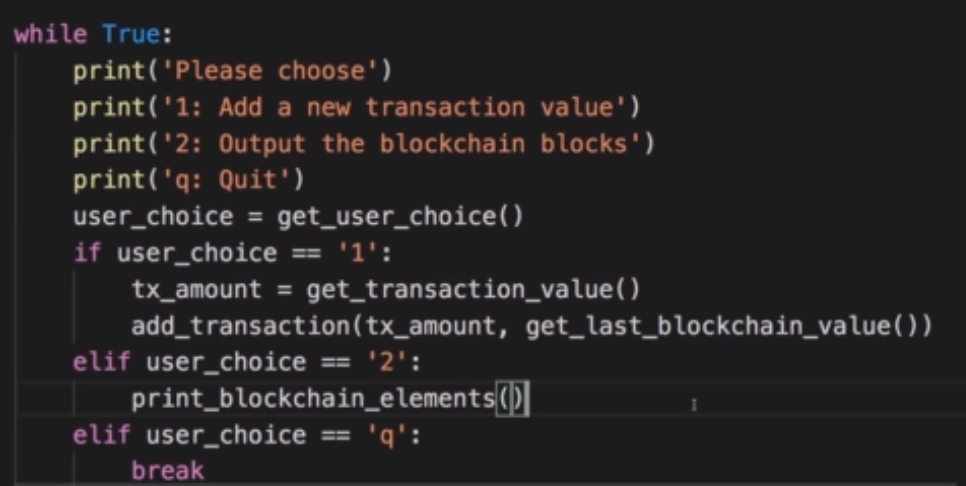 while True:
    print('Please choose')
    print('1: Add a new transaction value')
    print('2: Output the blockchain blocks')
    print('q: Quit')
    user_choice = get_user_choice()
    if user_choice == '1':
        tx_amount = get_transaction_value()
        add_transaction(tx_amount, get_last_blockchain_value())
    elif user_choice == '2':
        print_blockchain_elements()
    elif user_choice == 'q':
        break